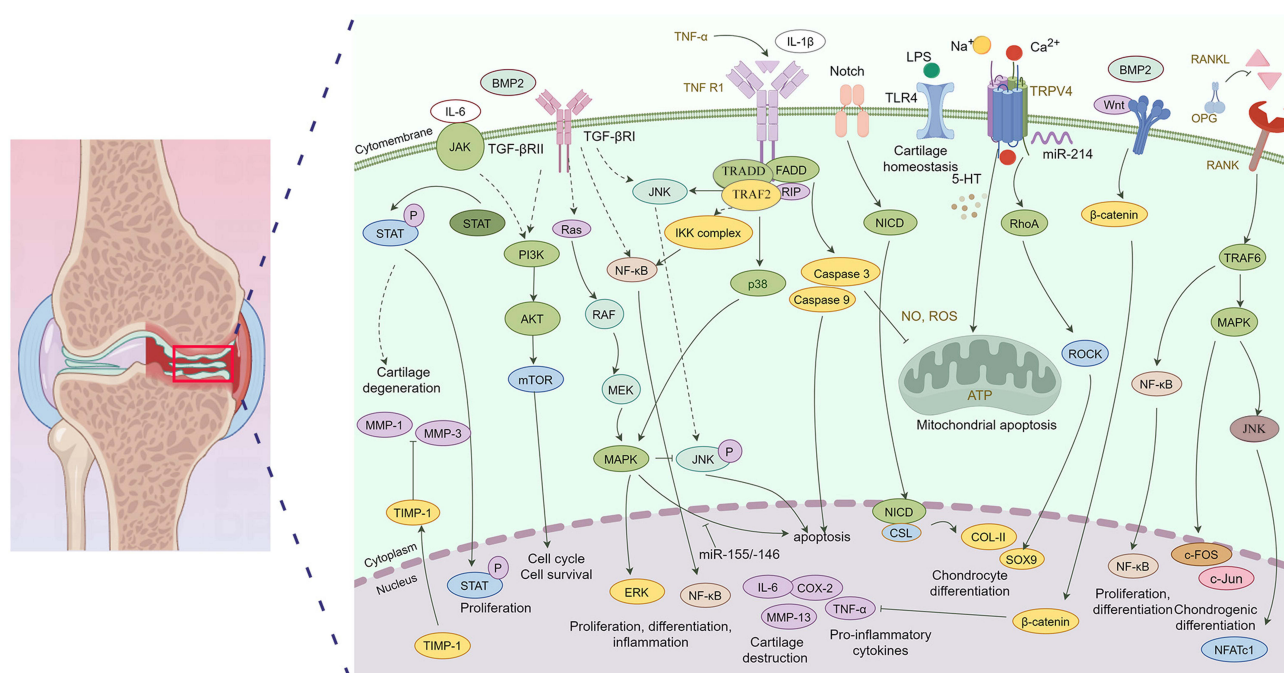 TNF-α
IL-1β
TNF R1
BMP2
IL-6
JAK
TGF-βRII
TGF-βRI
Cytomembrane
Notch
LPS
TLR4
Cartilage
homeostasis
Na⁺
Ca²⁺
TRPV4
miR-214
5-HT
BMP2
Wnt
RANKL
OPG
RANK
TRADD
FADD
TRAF2
RIP
JNK
IKK complex
STAT
P
STAT
PI3K
Ras
NF-κB
p38
Caspase 3
Caspase 9
NICD
RhoA
β-catenin
TRAF6
AKT
RAF
NO, ROS
MAPK
mTOR
MEK
ROCK
NF-κB
ATP
Mitochondrial apoptosis
JNK
Cartilage
degeneration
MMP-1
MMP-3
MAPK
JNK
P
TIMP-1
Cytoplasm
Nucleus
apoptosis
miR-155/-146
NICD
CSL
COL-II
SOX9
Chondrocyte
differentiation
c-FOS
c-Jun
NF-κB
Proliferation,
differentiation
Chondrogenic
differentiation
NFATc1
Cell cycle
Cell survival
STAT
P
Proliferation
ERK
NF-κB
Proliferation, differentiation,
inflammation
IL-6
COX-2
MMP-13
TNF-α
Cartilage
destruction
Pro-inflammatory
cytokines
β-catenin
TIMP-1